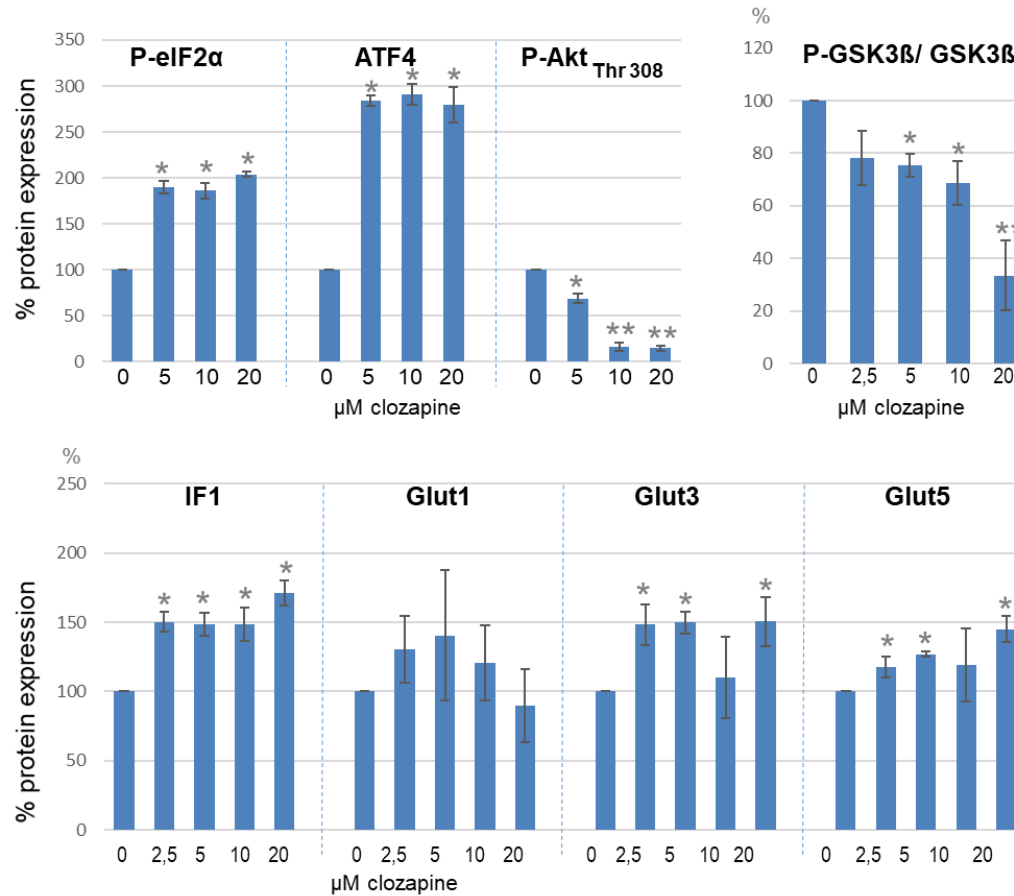 P-eIF2α ATF4 P-Akt Thr 308
% protein expression
350
300
250
200
150
100
50
0
* * * * * * * ** **
0 5 10 20 0 5 10 20 0 5 10 20
µM clozapine
%
P-GSK3ß/ GSK3ß
120
100
80
60
40
20
0
* * **
0 2,5 5 10 20
µM clozapine
%
IF1 Glut1 Glut3 Glut5
% protein expression
250
200
150
100
50
0
* * * * * * * * * *
0 2,5 5 10 20 0 2,5 5 10 20 0 2,5 5 10 20 0 2,5 5 10 20
µM clozapine